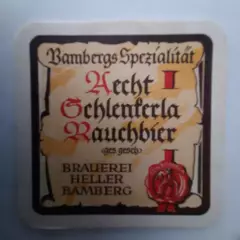 Bambergs Spezialität
Aecht
Schlenkerla
Rauchbier
‹ges gesch›
BRAUEREI
HELLER
BAMBERG